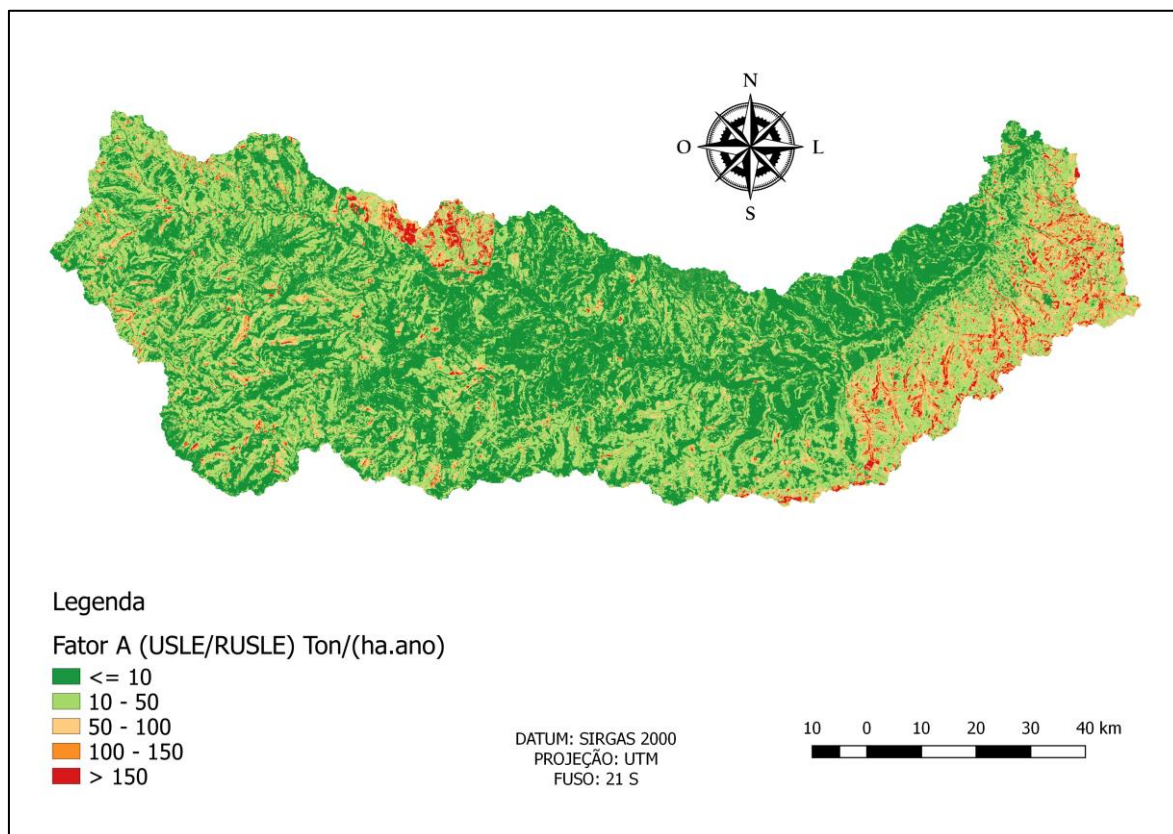 N
O
L
S
Legenda
Fator A (USLE/RUSLE) Ton/(ha.ano)
<= 10
10 - 50
50 - 100
100 - 150
> 150
DATUM: SIRGAS 2000
PROJEÇÃO: UTM
FUSO: 21 S
10 0 10 20 30 40 km